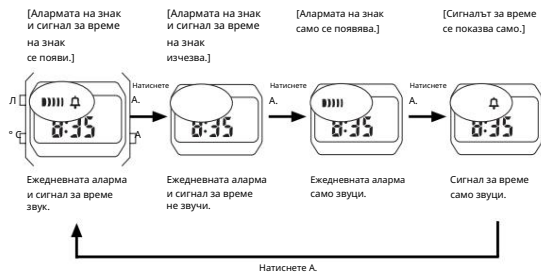 [Алармата на знак
и сигнал за време
на знак
се появи.]
[Алармата на знак
и сигнал за време
на знак
изчезва.]
[Алармата на знак
само се появява.]
[Сигналът за време
се показва само.]
Л
° C
A
8:35
Натиснете
А.
8:35
Натиснете
А.
8:35
Натиснете
А.
8:35
Ежедневната аларма
и сигнал за време
звук.
Ежедневната аларма
и сигнал за време
не звучи.
Ежедневната аларма
само звуци.
Сигнал за време
само звуци.
Натиснете А.